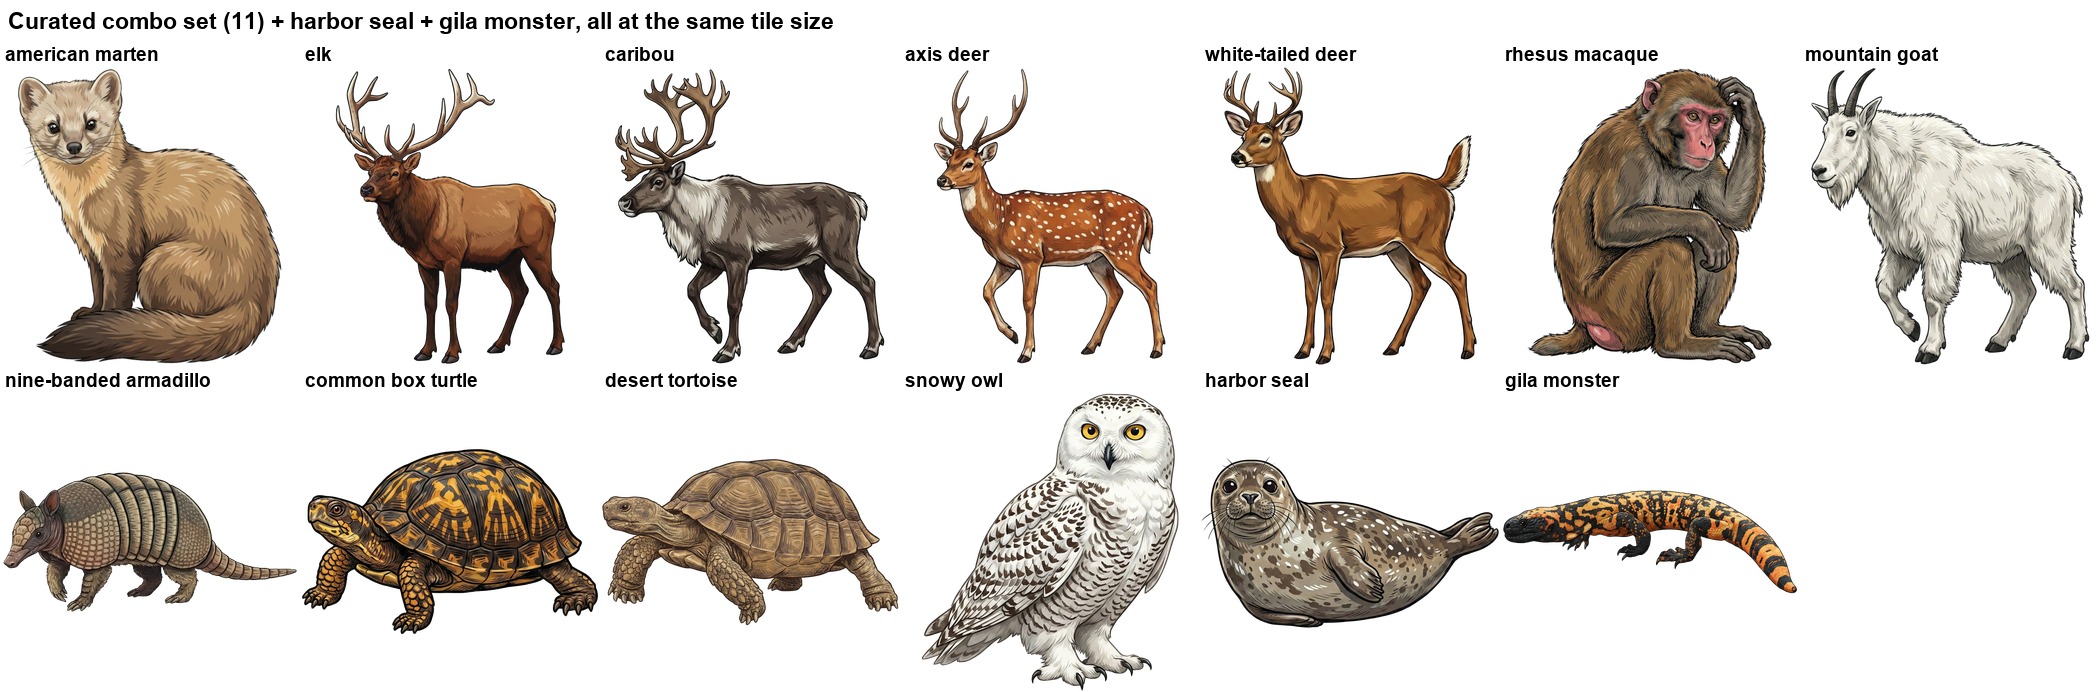 Curated combo set (11) + harbor seal + gila monster, all at the same tile size
american marten
elk
caribou
axis deer
white-tailed deer
rhesus macaque
mountain goat
nine-banded armadillo
common box turtle
desert tortoise
snowy owl
harbor seal
gila monster